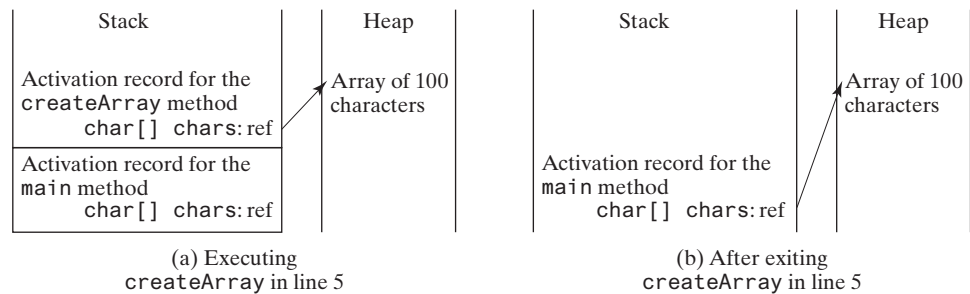 Stack
Heap
Activation record for the
createArray method
char[] chars: ref
Array of 100
characters
Activation record for the
main method
char[] chars: ref
(a) Executing
createArray in line 5
Stack
Heap
Array of 100
characters
Activation record for the
main method
char[] chars: ref
(b) After exiting
createArray in line 5